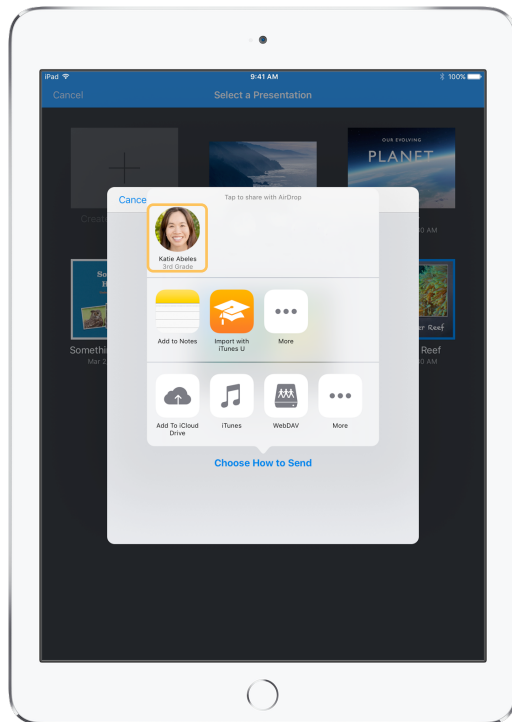 iPad
9:41 AM
100%
Cancel
Select a Presentation
OUR EVOLVING
PLANET
Tap to share with AirDrop
Katie Abeles
3rd Grade
Add to Notes
Import with
iTunes U
More
Reef
Mar 2
Add To iCloud
Drive
iTunes
WebDAV
More
Choose How to Send